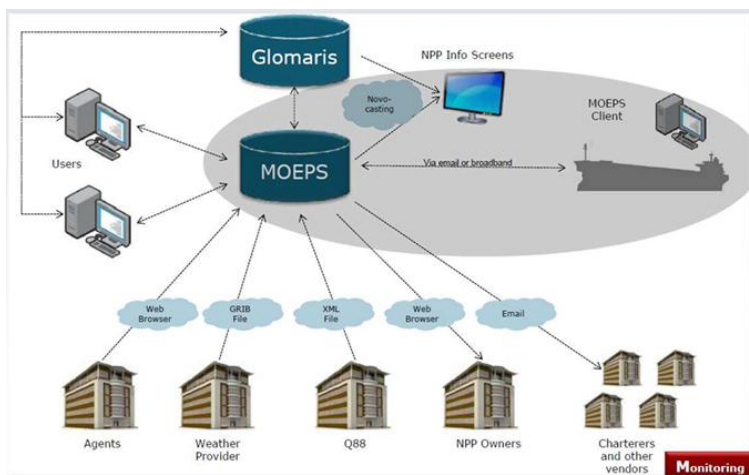 Glomaris
NPP Info Screens
Novo-
casting
MOEPS
Client
Users
MOEPS
Via email or broadband
Web
Browser
GRIB
File
XML
File
Web
Browser
Email
Agents
Weather
Provider
Q88
NPP Owners
Charterers
and other
vendors
Monitoring